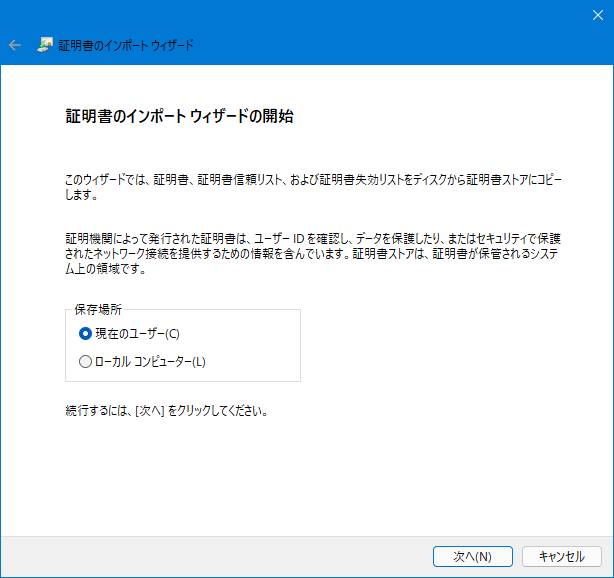 証明書のインポート ウィザード
証明書のインポート ウィザードの開始
このウィザードでは、証明書、証明書信頼リスト、および証明書失効リストをディスクから証明書ストアにコピー
します。
証明機関によって発行された証明書は、ユーザー ID を確認し、データを保護したり、またはセキュリティで保護
されたネットワーク接続を提供するための情報を含んでいます。証明書ストアは、証明書が保管されるシステ
ム上の領域です。
保存場所
現在のユーザー(C)
ローカル コンピューター(L)
続行するには、[次へ] をクリックしてください。
次へ(N)
キャンセル